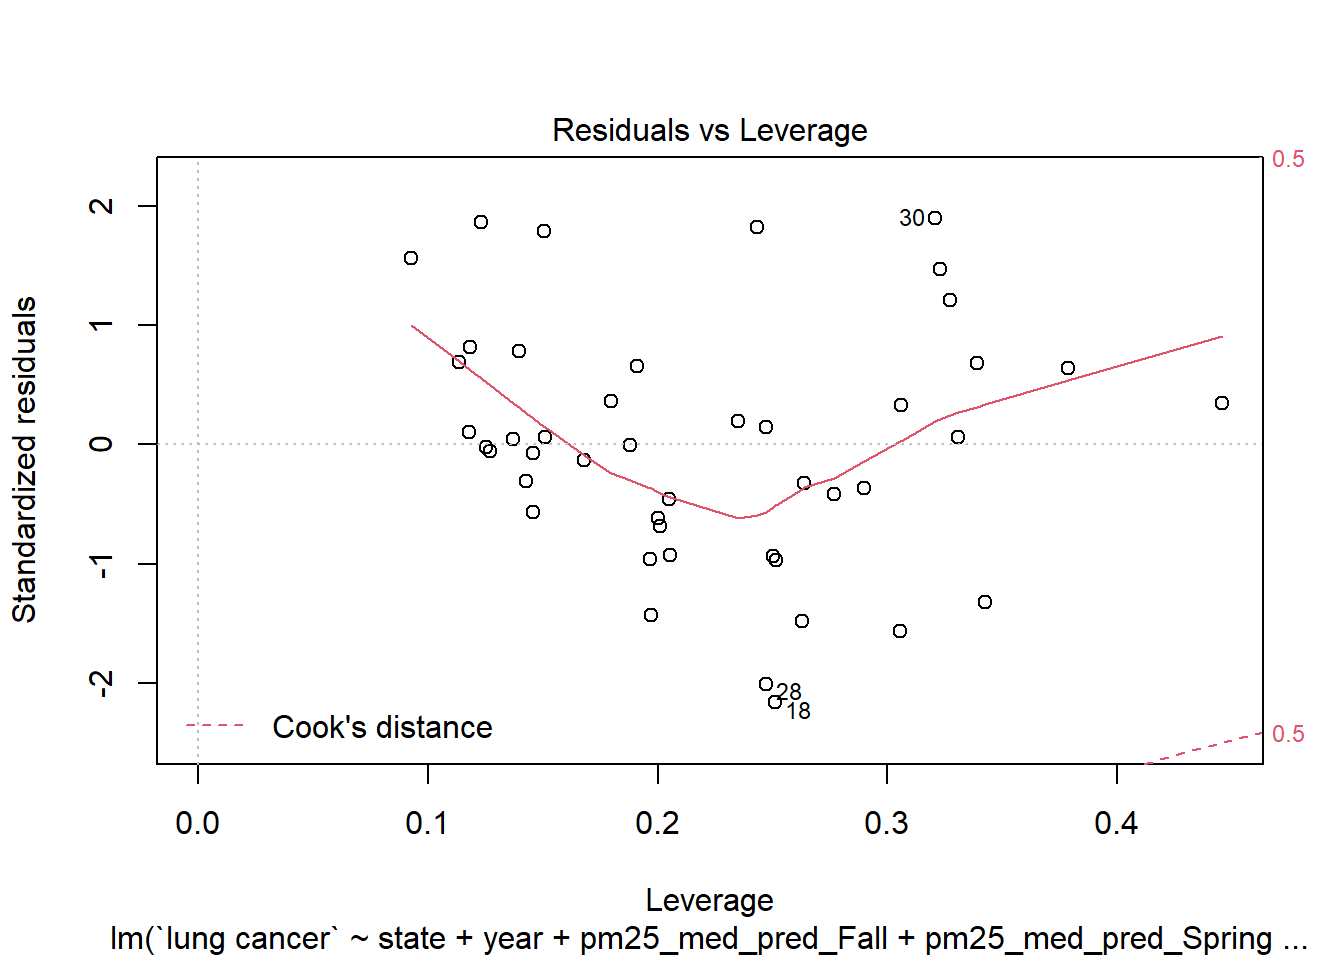 Residuals vs Leverage
0.5
2
1
0
-1
-2
Standardized residuals
30
28
18
Cook's distance
0.5
0.0 0.1 0.2 0.3 0.4
Leverage
lm(`lung cancer` ~ state + year + pm25_med_pred_Fall + pm25_med_pred_Spring ...